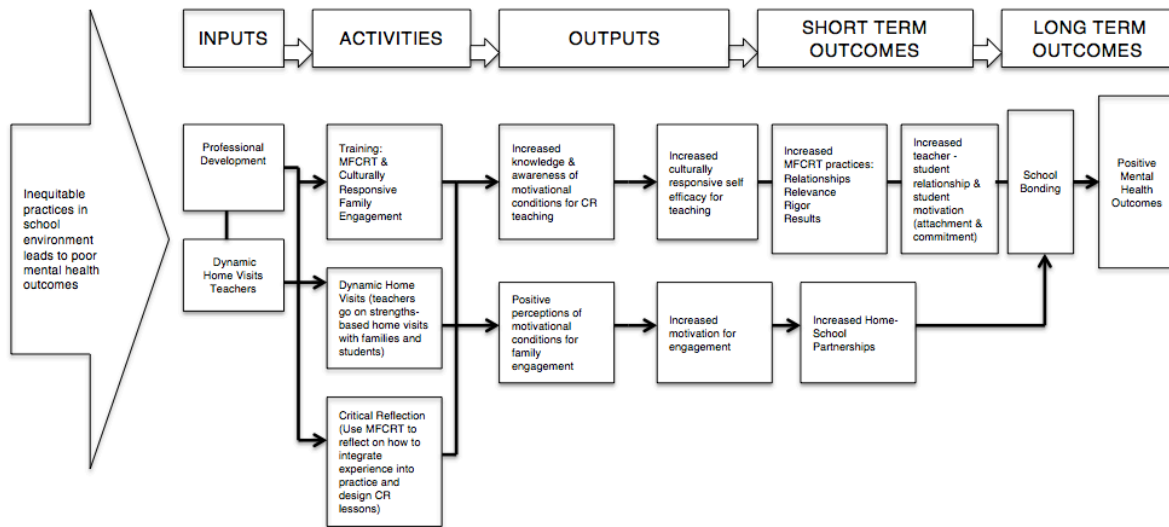 INPUTS
ACTIVITIES
OUTPUTS
SHORT TERM
OUTCOMES
LONG TERM
OUTCOMES
Inequitable
practices in
school
environment
leads to poor
mental health
outcomes
Professional
Development
Dynamic
Home Visits
Teachers
Training:
MFCRT &
Culturally
Responsive
Family
Engagement
Dynamic Home
Visits (teachers
go on strengths-
based home visits
with families and
students)
Critical Reflection
(Use MFCRT to
reflect on how to
integrate
experience into
practice and
design CR
lessons)
Increased
knowledge &
awareness of
motivational
conditions for CR
teaching
Increased
culturally
responsive self
efficacy for
teaching
Increased
MFCRT practices:
Relationships
Relevance
Rigor
Results
Increased
teacher -
student
relationship &
student
motivation
(attachment &
commitment)
School
Bonding
Positive
Mental
Health
Outcomes
Positive
perceptions of
motivational
conditions for
family
engagement
Increased
motivation for
engagement
Increased Home-
School
Partnerships